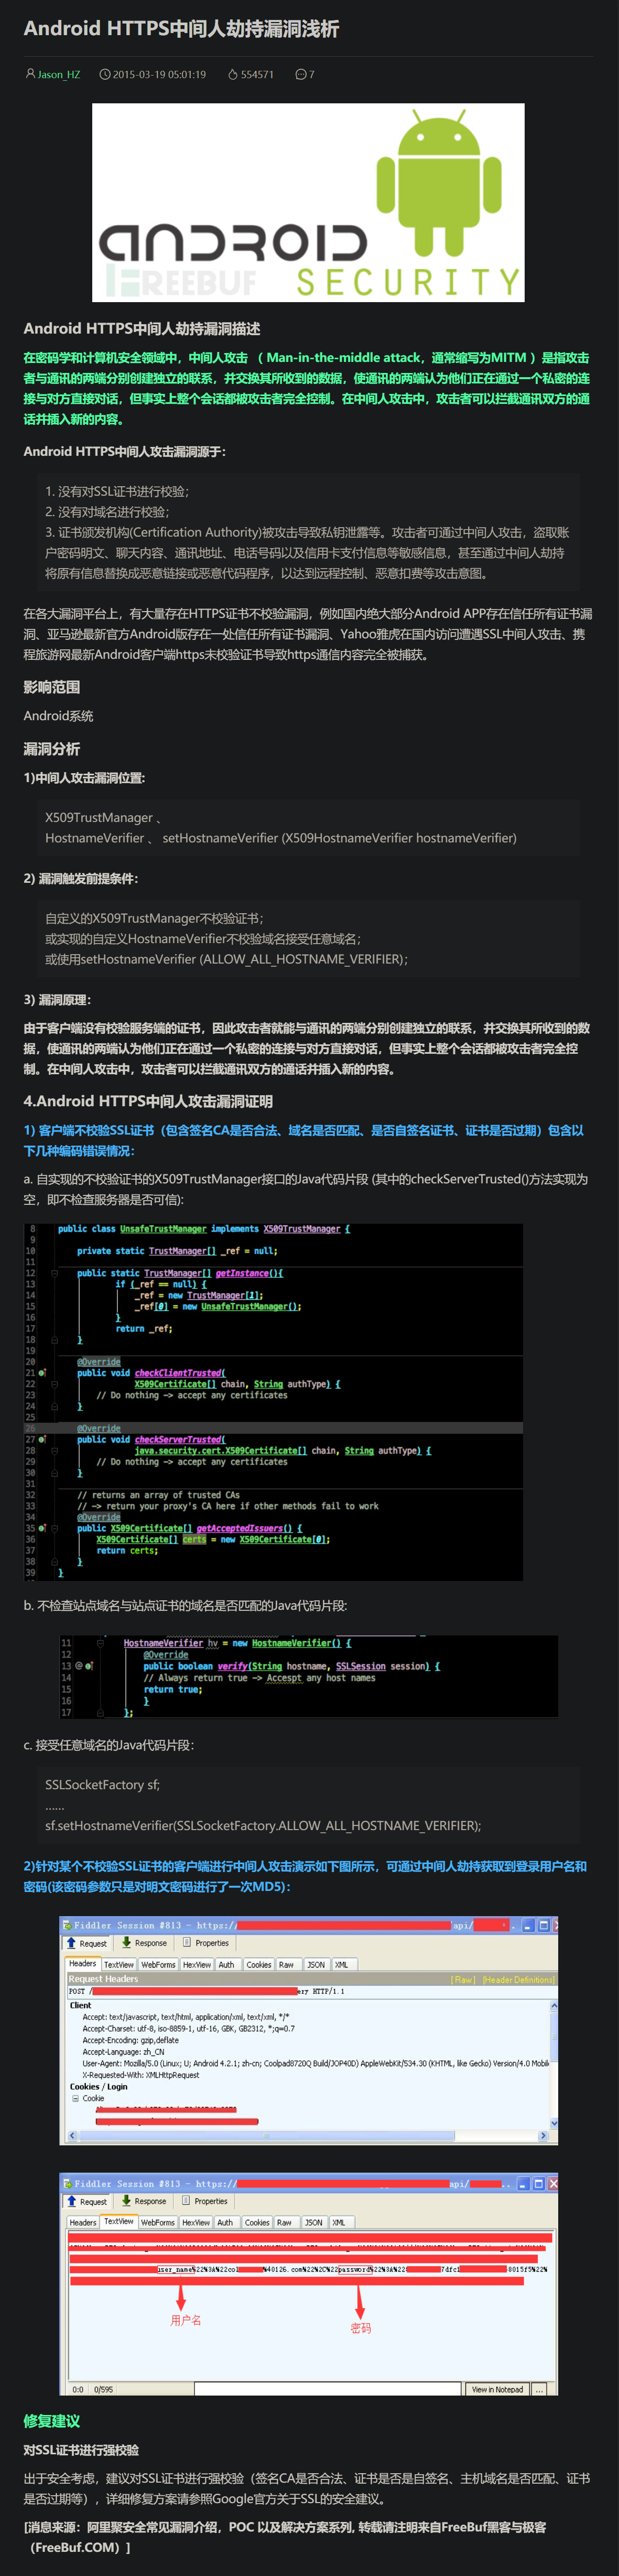 Android HTTPS中间人劫持漏洞浅析
Jason_HZ 2015-03-19 05:01:19 554571 7
ANDROID
REEBUF SECURITY
Android HTTPS中间人劫持漏洞描述
在密码学和计算机安全领域中，中间人攻击 （ Man-in-the-middle attack，通常缩写为MITM ）是指攻击
者与通讯的两端分别创建独立的联系，并交换其所收到的数据，使通讯的两端认为他们正在通过一个私密的连
接与对方直接对话，但事实上整个会话都被攻击者完全控制。在中间人攻击中，攻击者可以拦截通讯双方的通
话并插入新的内容。
Android HTTPS中间人攻击漏洞源于：
1. 没有对SSL证书进行校验；
2. 没有对域名进行校验；
3. 证书颁发机构(Certification Authority)被攻击导致私钥泄露等。攻击者可通过中间人攻击，盗取账
户密码明文、聊天内容、通讯地址、电话号码以及信用卡支付信息等敏感信息，甚至通过中间人劫持
将原有信息替换成恶意链接或恶意代码程序，以达到远程控制、恶意扣费等攻击意图。
在各大漏洞平台上，有大量存在HTTPS证书不校验漏洞，例如国内绝大部分Android APP存在信任所有证书漏
洞、亚马逊最新官方Android版存在一处信任所有证书漏洞、Yahoo雅虎在国内访问遭遇SSL中间人攻击、携
程旅游网最新Android客户端https未校验证书导致https通信内容完全被捕获。
影响范围
Android系统
漏洞分析
1)中间人攻击漏洞位置:
X509TrustManager 、
HostnameVerifier 、 setHostnameVerifier (X509HostnameVerifier hostnameVerifier)
2) 漏洞触发前提条件：
自定义的X509TrustManager不校验证书；
或实现的自定义HostnameVerifier不校验域名接受任意域名；
或使用setHostnameVerifier (ALLOW_ALL_HOSTNAME_VERIFIER)；
3) 漏洞原理：
由于客户端没有校验服务端的证书，因此攻击者就能与通讯的两端分别创建独立的联系，并交换其所收到的数
据，使通讯的两端认为他们正在通过一个私密的连接与对方直接对话，但事实上整个会话都被攻击者完全控
制。在中间人攻击中，攻击者可以拦截通讯双方的通话并插入新的内容。
4.Android HTTPS中间人攻击漏洞证明
1) 客户端不校验SSL证书（包含签名CA是否合法、域名是否匹配、是否自签名证书、证书是否过期）包含以
下几种编码错误情况：
a. 自实现的不校验证书的X509TrustManager接口的Java代码片段 (其中的checkServerTrusted()方法实现为
空，即不检查服务器是否可信):
8 public class UnsafeTrustManager implements X509TrustManager {
9
10 private static TrustManager[] _ref = null;
11
12 public static TrustManager[] getInstance(){
13 if (_ref == null) {
14 _ref = new TrustManager[1];
15 _ref[0] = new UnsafeTrustManager();
16 }
17 return _ref;
18 }
19
20 @Override
21 public void checkClientTrusted(
22 X509Certificate[] chain, String authType) {
23 // Do nothing -> accept any certificates
24 }
25
26 @Override
27 public void checkServerTrusted(
28 java.security.cert.X509Certificate[] chain, String authType) {
29 // Do nothing -> accept any certificates
30 }
31
32 // returns an array of trusted CAs
33 // -> return your proxy's CA here if other methods fail to work
34 @Override
35 public X509Certificate[] getAcceptedIssuers() {
36 X509Certificate[] certs = new X509Certificate[0];
37 return certs;
38 }
39 }
b. 不检查站点域名与站点证书的域名是否匹配的Java代码片段:
11 HostnameVerifier hv = new HostnameVerifier() {
12 @Override
13 public boolean verify(String hostname, SSLSession session) {
14 // Always return true -> Accespt any host names
15 return true;
16 }
17 };
c. 接受任意域名的Java代码片段：
SSLSocketFactory sf;
……
sf.setHostnameVerifier(SSLSocketFactory.ALLOW_ALL_HOSTNAME_VERIFIER);
2)针对某个不校验SSL证书的客户端进行中间人攻击演示如下图所示，可通过中间人劫持获取到登录用户名和
密码(该密码参数只是对明文密码进行了一次MD5)：
Fiddler Session #813 - https:// api/
Request Response Properties
Headers TextView WebForms HexView Auth Cookies Raw JSON XML
Request Headers [ Raw ] [Header Definitions]
POST / ery HTTP/1.1
Client
Accept: text/javascript, text/html, application/xml, text/xml, */*
Accept-Charset: utf-8, iso-8859-1, utf-16, GBK, GB2312, *;q=0.7
Accept-Encoding: gzip,deflate
Accept-Language: zh_CN
User-Agent: Mozilla/5.0 (Linux; U; Android 4.2.1; zh-cn; Coolpad8720Q Build/JOP40D) AppleWebKit/534.30 (KHTML, like Gecko) Version/4.0 Mobil
X-Requested-With: XMLHttpRequest
Cookies / Login
Cookie
Fiddler Session #813 - https:// api/ ..
Request Response Properties
Headers TextView WebForms HexView Auth Cookies Raw JSON XML
user_name%22%3A%22col %40126.com%22%2C%22password%22%3A%228 7dfc1 8015f5%22%
用户名
密码
0:0 0/595 View in Notepad ...
修复建议
对SSL证书进行强校验
出于安全考虑，建议对SSL证书进行强校验（签名CA是否合法、证书是否是自签名、主机域名是否匹配、证书
是否过期等），详细修复方案请参照Google官方关于SSL的安全建议。
[消息来源：阿里聚安全常见漏洞介绍，POC 以及解决方案系列, 转载请注明来自FreeBuf黑客与极客
（FreeBuf.COM）]